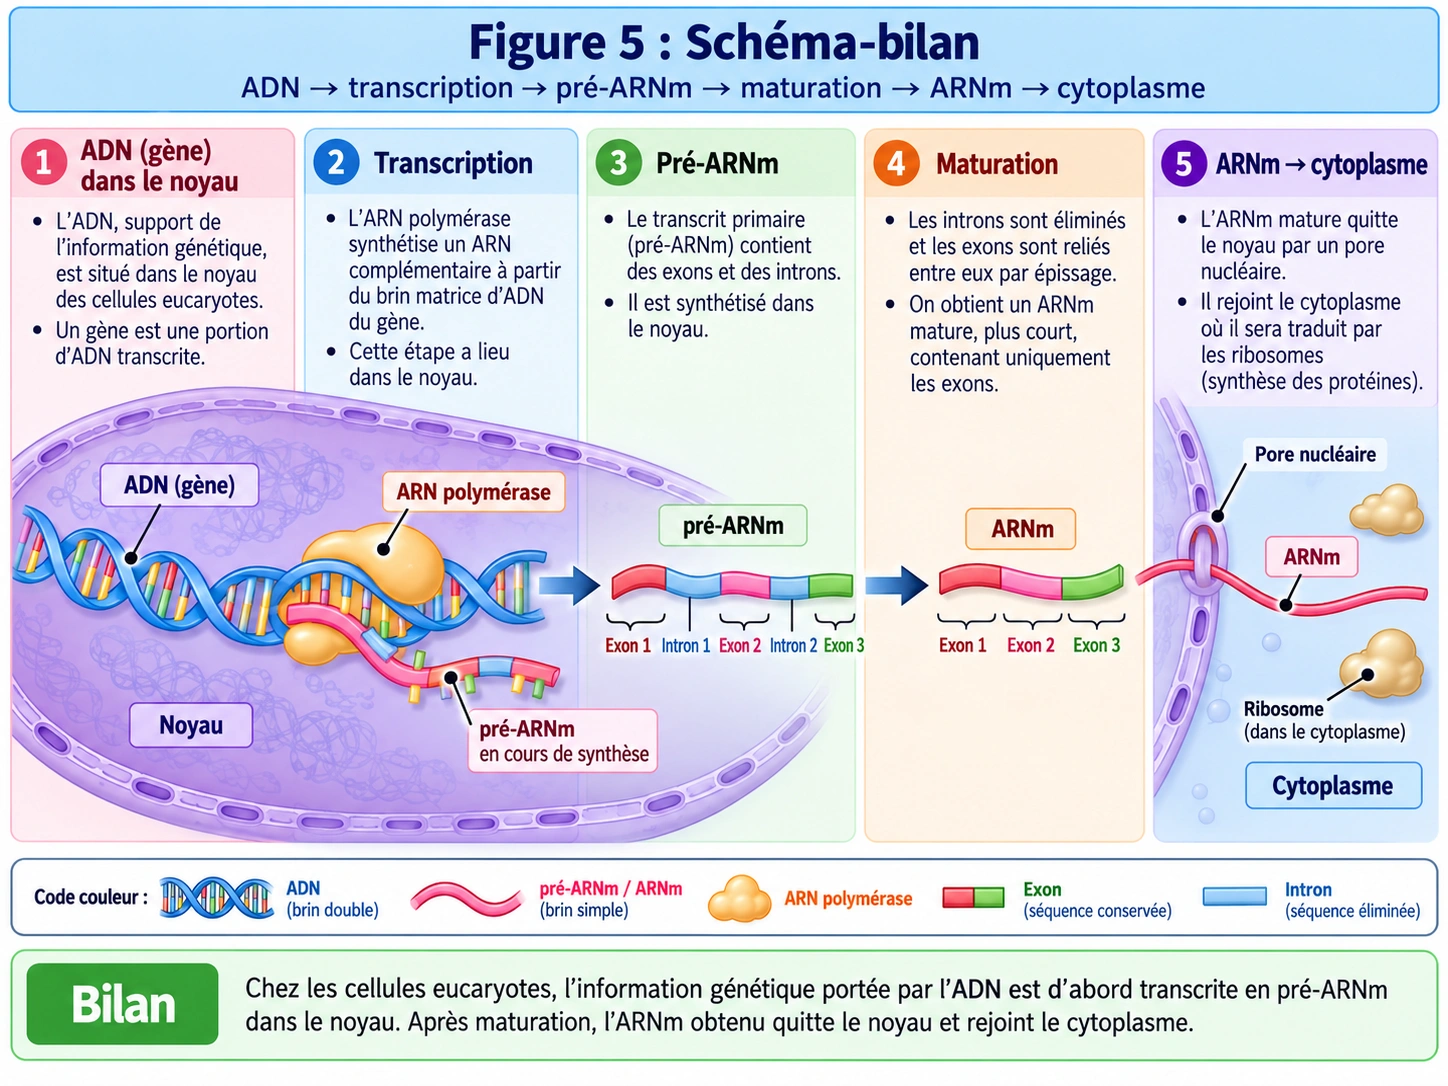 Figure 5 : Schéma-bilan
ADN → transcription → pré-ARNm → maturation → ARNm → cytoplasme
1 ADN (gène)
dans le noyau
• L’ADN, support de
l’information génétique,
est situé dans le noyau
des cellules eucaryotes.
• Un gène est une portion
d’ADN transcrite.
2 Transcription
• L’ARN polymérase
synthétise un ARN
complémentaire à partir
du brin matrice d’ADN
du gène.
• Cette étape a lieu
dans le noyau.
3 Pré-ARNm
• Le transcrit primaire
(pré-ARNm) contient
des exons et des introns.
• Il est synthétisé dans
le noyau.
4 Maturation
• Les introns sont éliminés
et les exons sont reliés
entre eux par épissage.
• On obtient un ARNm
mature, plus court,
contenant uniquement
les exons.
5 ARNm → cytoplasme
• L’ARNm mature quitte
le noyau par un pore
nucléaire.
• Il rejoint le cytoplasme
où il sera traduit par
les ribosomes
(synthèse des protéines).
ADN (gène)
ARN polymérase
pré-ARNm
en cours de synthèse
Noyau
pré-ARNm
Exon 1 Intron 1 Exon 2 Intron 2 Exon 3
ARNm
Exon 1 Exon 2 Exon 3
Pore nucléaire
ARNm
Ribosome
(dans le cytoplasme)
Cytoplasme
Code couleur :
ADN
(brin double)
pré-ARNm / ARNm
(brin simple)
ARN polymérase
Exon
(séquence conservée)
Intron
(séquence éliminée)
Bilan
Chez les cellules eucaryotes, l’information génétique portée par l’ADN est d’abord transcrite en pré-ARNm
dans le noyau. Après maturation, l’ARNm obtenu quitte le noyau et rejoint le cytoplasme.